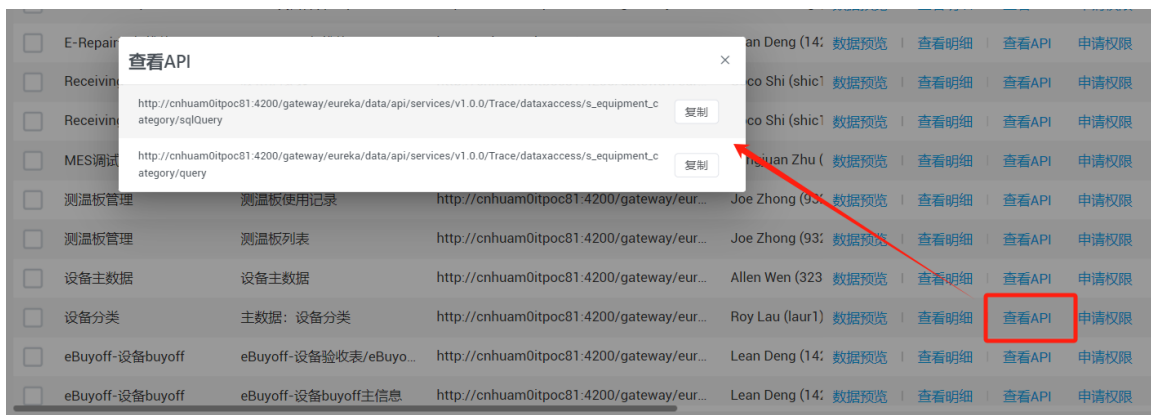 E-Repair an Deng (14 数据预览 查看明细 查看API 申请权限
查看API ×
Receiving co Shi (shic1 数据预览 查看明细 查看API 申请权限
http://cnhuam0itpoc81:4200/gateway/eureka/data/api/services/v1.0.0/Trace/dataxaccess/s_equipment_c
ategory/sqlQuery
复制
Receiving co Shi (shic1 数据预览 查看明细 查看API 申请权限
http://cnhuam0itpoc81:4200/gateway/eureka/data/api/services/v1.0.0/Trace/dataxaccess/s_equipment_c
ategory/query
复制
MES调试 juan Zhu ( 数据预览 查看明细 查看API 申请权限
测温板管理 测温板使用记录 http://cnhuam0itpoc81:4200/gateway/eur... Joe Zhong (93 数据预览 查看明细 查看API 申请权限
测温板管理 测温板列表 http://cnhuam0itpoc81:4200/gateway/eur... Joe Zhong (932 数据预览 查看明细 查看API 申请权限
设备主数据 设备主数据 http://cnhuam0itpoc81:4200/gateway/eur... Allen Wen (323 数据预览 查看明细 查看API 申请权限
设备分类 主数据：设备分类 http://cnhuam0itpoc81:4200/gateway/eur... Roy Lau (laur1) 数据预览 查看明细 查看API 申请权限
eBuyoff-设备buyoff eBuyoff-设备验收表/eBuyo... http://cnhuam0itpoc81:4200/gateway/eur... Lean Deng (142 数据预览 查看明细 查看API 申请权限
eBuyoff-设备buyoff eBuyoff-设备buyoff主信息 http://cnhuam0itpoc81:4200/gateway/eur... Lean Deng (142 数据预览 查看明细 查看API 申请权限